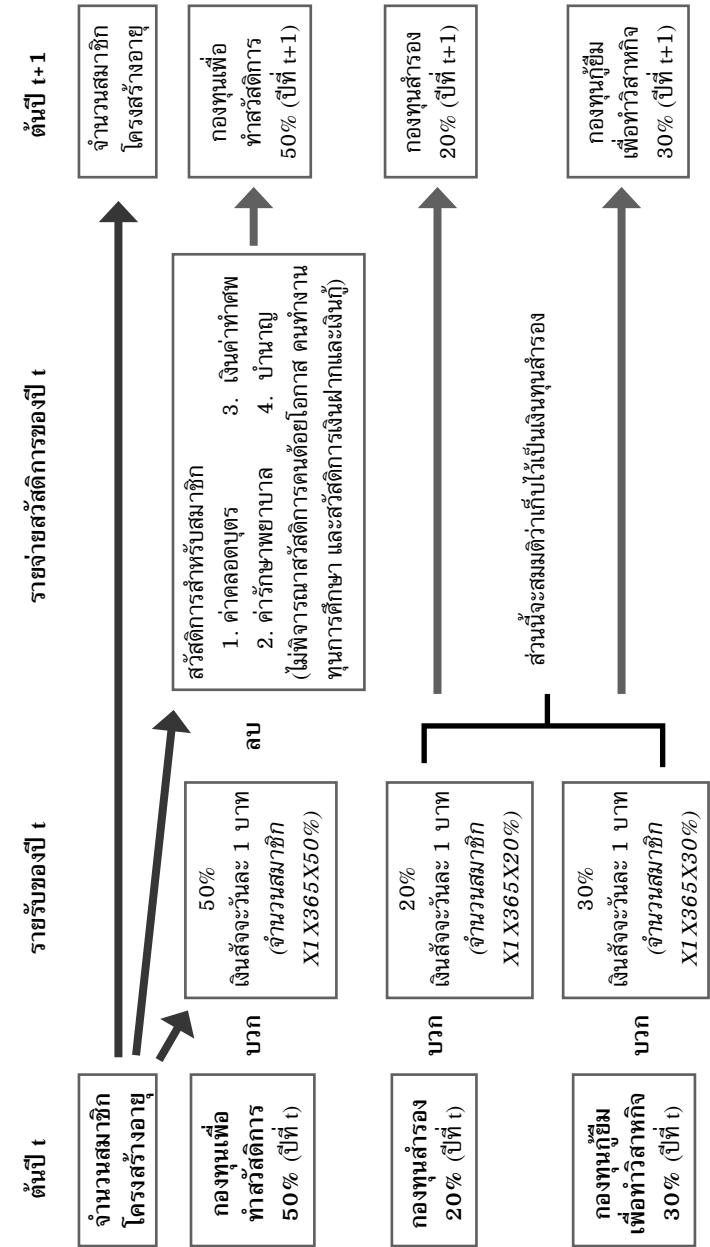 ต้นปี t
รายรับของปี t
รายจ่ายสวัสดิการของปี t
ต้นปี t+1
จำนวนสมาชิก
โครงสร้างอายุ
จำนวนสมาชิก
โครงสร้างอายุ
กองทุนเพื่อ
ทำสวัสดิการ
50% (ปีที่ t)
บวก
50%
เงินสัจจะวันละ 1 บาท
(จำนวนสมาชิก
X1X365X50%)
ลบ
สวัสดิการสำหรับสมาชิก
1. ค่าคลอดบุตร 3. เงินค่าทำศพ
2. ค่ารักษาพยาบาล 4. บำนาญ
(ไม่พิจารณาสวัสดิการคนด้อยโอกาส คนทำงาน
ทุนการศึกษา และสวัสดิการเงินฝากและเงินกู้)
กองทุนเพื่อ
ทำสวัสดิการ
50% (ปีที่ t+1)
กองทุนสำรอง
20% (ปีที่ t)
บวก
20%
เงินสัจจะวันละ 1 บาท
(จำนวนสมาชิก
X1X365X20%)
กองทุนสำรอง
20% (ปีที่ t+1)
ส่วนนี้จะสมมติว่าเก็บไว้เป็นเงินทุนสำรอง
กองทุนกู้ยืม
เพื่อทำวิสาหกิจ
30% (ปีที่ t)
บวก
30%
เงินสัจจะวันละ 1 บาท
(จำนวนสมาชิก
X1X365X30%)
กองทุนกู้ยืม
เพื่อทำวิสาหกิจ
30% (ปีที่ t+1)